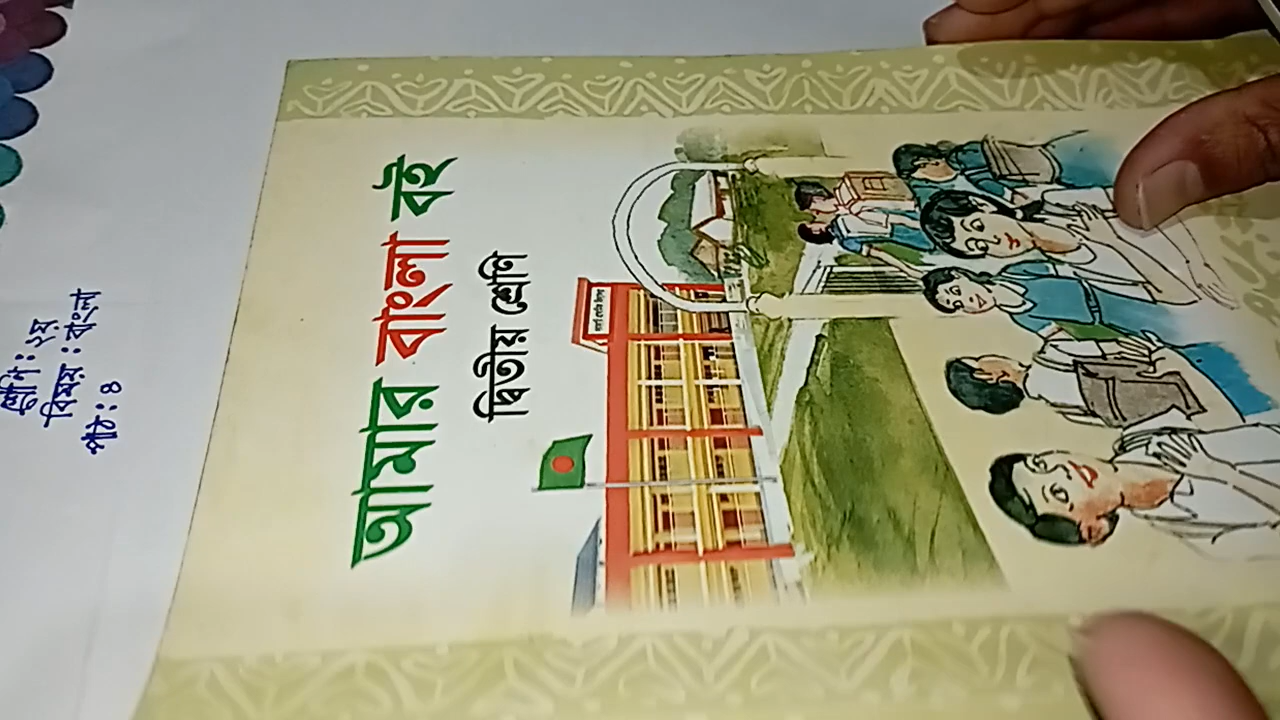 শ্রেণি : ২য়
বিষয় : বাংলা
পাঠ : ৪
আমার বাংলা বই
দ্বিতীয় শ্রেণি